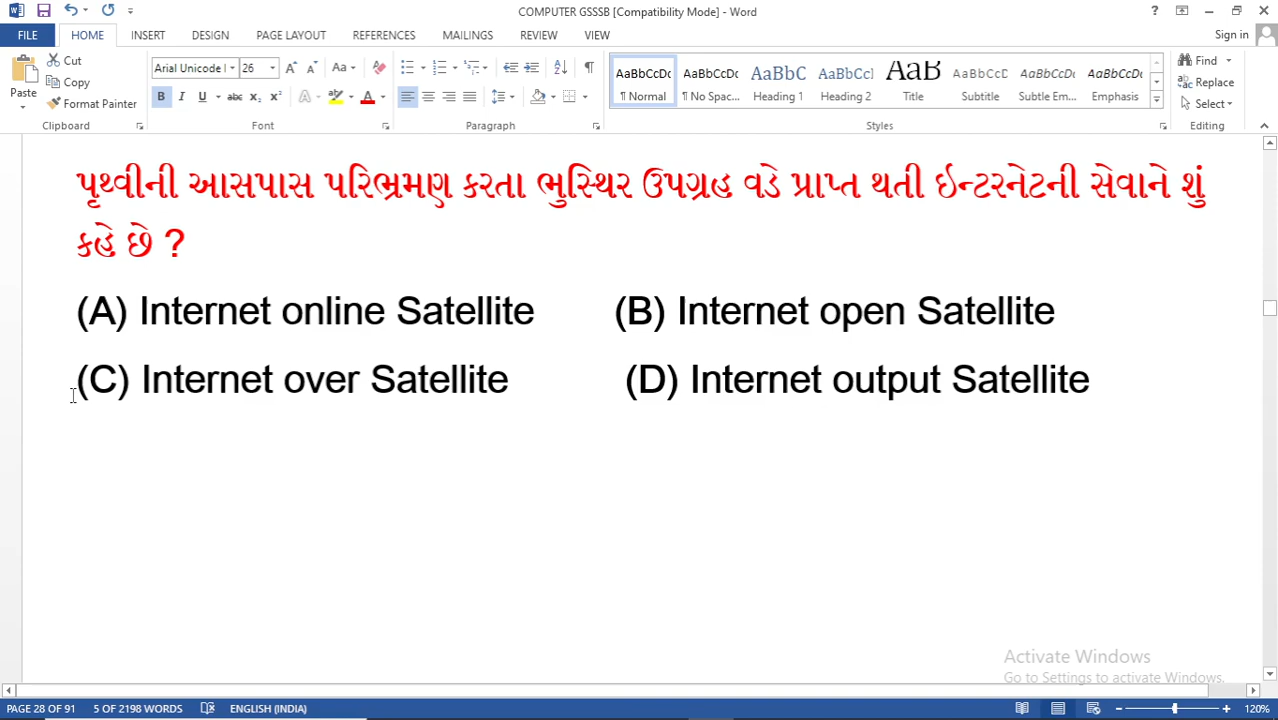 COMPUTER GSSSB [Compatibility Mode] - Word
Sign in
FILE HOME INSERT DESIGN PAGE LAYOUT REFERENCES MAILINGS REVIEW VIEW
Paste
Cut
Copy
Format Painter
Clipboard
Arial Unicode 26
Font
Paragraph
AaBbCcDc AaBbCcDc AaBbC AaBbCcI AaB AaBbCcD AaBbCcDc AaBbCcDc
¶ Normal ¶ No Spac... Heading 1 Heading 2 Title Subtitle Subtle Em... Emphasis
Styles
Find
Replace
Select
Editing
પૃથ્વીની આસપાસ પરિભ્રમણ કરતા ભુસ્થિર ઉપગ્રહ વડે પ્રાપ્ત થતી ઇન્ટરનેટની સેવાને શું
કહે છે ?
(A) Internet online Satellite (B) Internet open Satellite
(C) Internet over Satellite (D) Internet output Satellite
Activate Windows
Go to Settings to activate Windows.
PAGE 28 OF 91 5 OF 2198 WORDS ENGLISH (INDIA) 120%